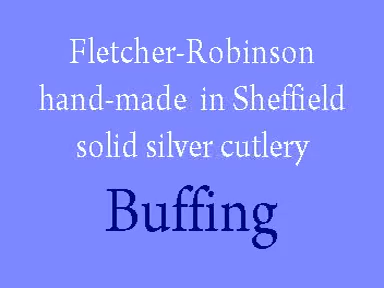 Fletcher-Robinson
hand-made in Sheffield
solid silver cutlery
Buffing